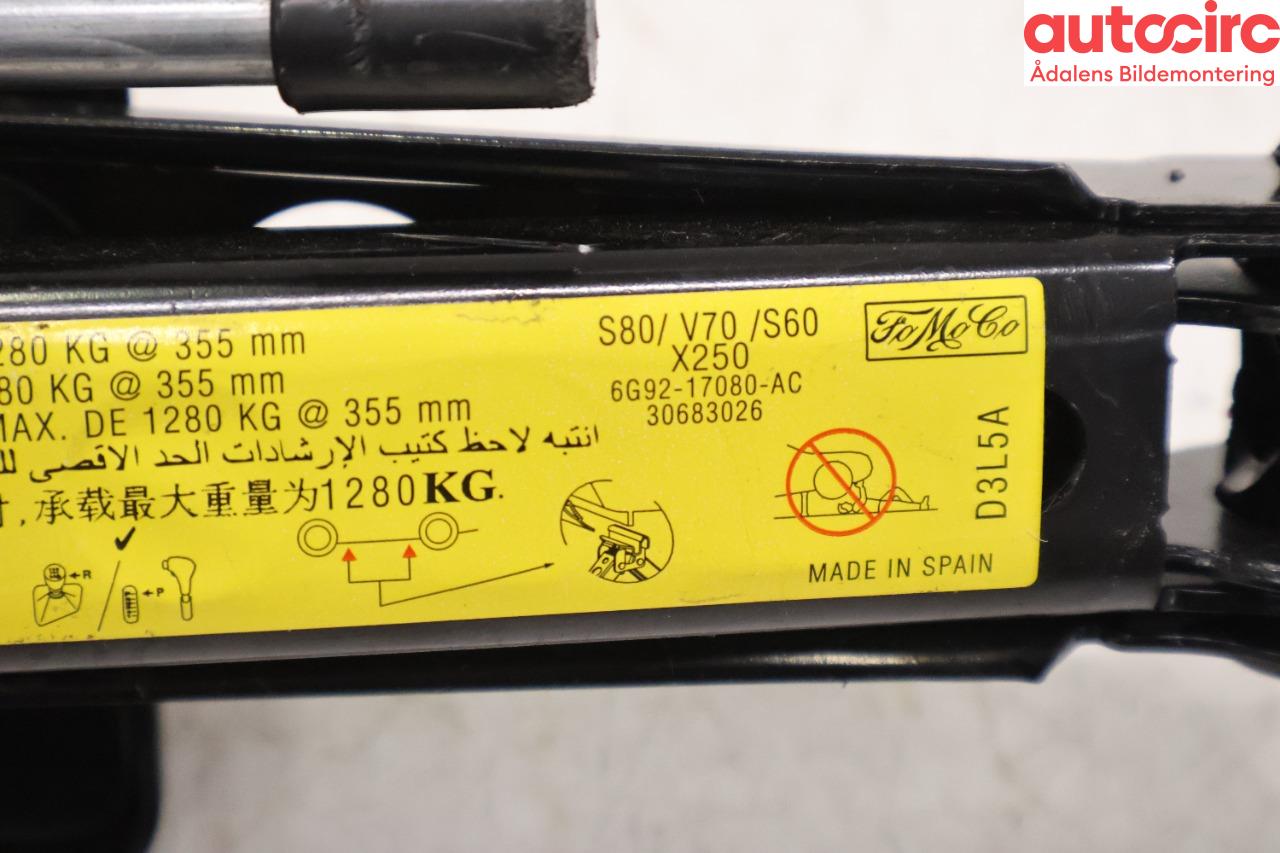 autocirc
Ådalens Bildemontering
280 KG @ 355 mm
80 KG @ 355 mm
MAX. DE 1280 KG @ 355 mm
انتبه لاحظ كتيب الإرشادات الحد الاقصى
,承载最大重量为1280KG.
S80/ V70 /S60
X250
6G92-17080-AC
30683026
FoMoCo
D3L5A
R
P
MADE IN SPAIN